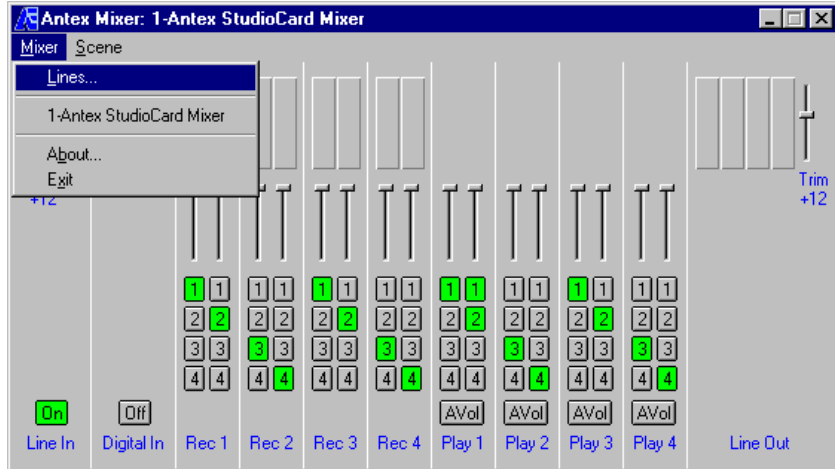 Antex Mixer: 1-Antex StudioCard Mixer
Mixer Scene
Lines...
1-Antex StudioCard Mixer
About...
Exit
Trim
+12 +12
1 1 1 1 1 1 1 1 1 1 1 1 1 1 1 1
2 2 2 2 2 2 2 2 2 2 2 2 2 2 2 2
3 3 3 3 3 3 3 3 3 3 3 3 3 3 3 3
4 4 4 4 4 4 4 4 4 4 4 4 4 4 4 4
On Off AVol AVol AVol AVol
Line In Digital In Rec 1 Rec 2 Rec 3 Rec 4 Play 1 Play 2 Play 3 Play 4 Line Out